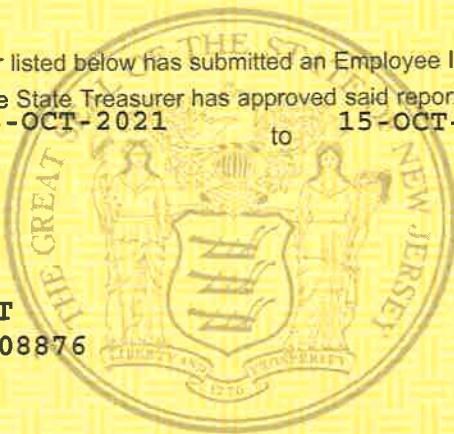 r listed below has submitted an Employee I
e State Treasurer has approved said repor
-OCT-2021 to 15-OCT-
THE GREAT SEAL OF THE STATE OF NEW JERSEY
T
08876
LIBERTY AND PROSPERITY
1776